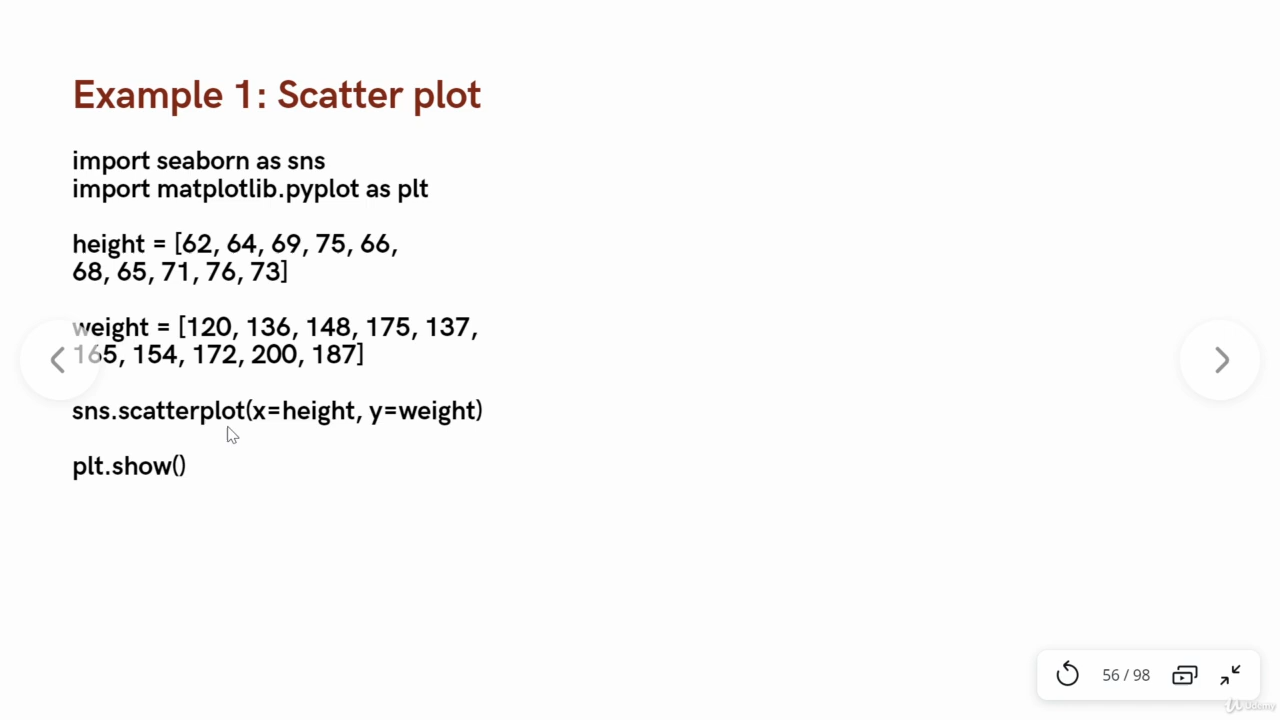 Example 1: Scatter plot
import seaborn as sns
import matplotlib.pyplot as plt
height = [62, 64, 69, 75, 66,
68, 65, 71, 76, 73]
weight = [120, 136, 148, 175, 137,
165, 154, 172, 200, 187]
sns.scatterplot(x=height, y=weight)
plt.show()
56 / 98
Udemy